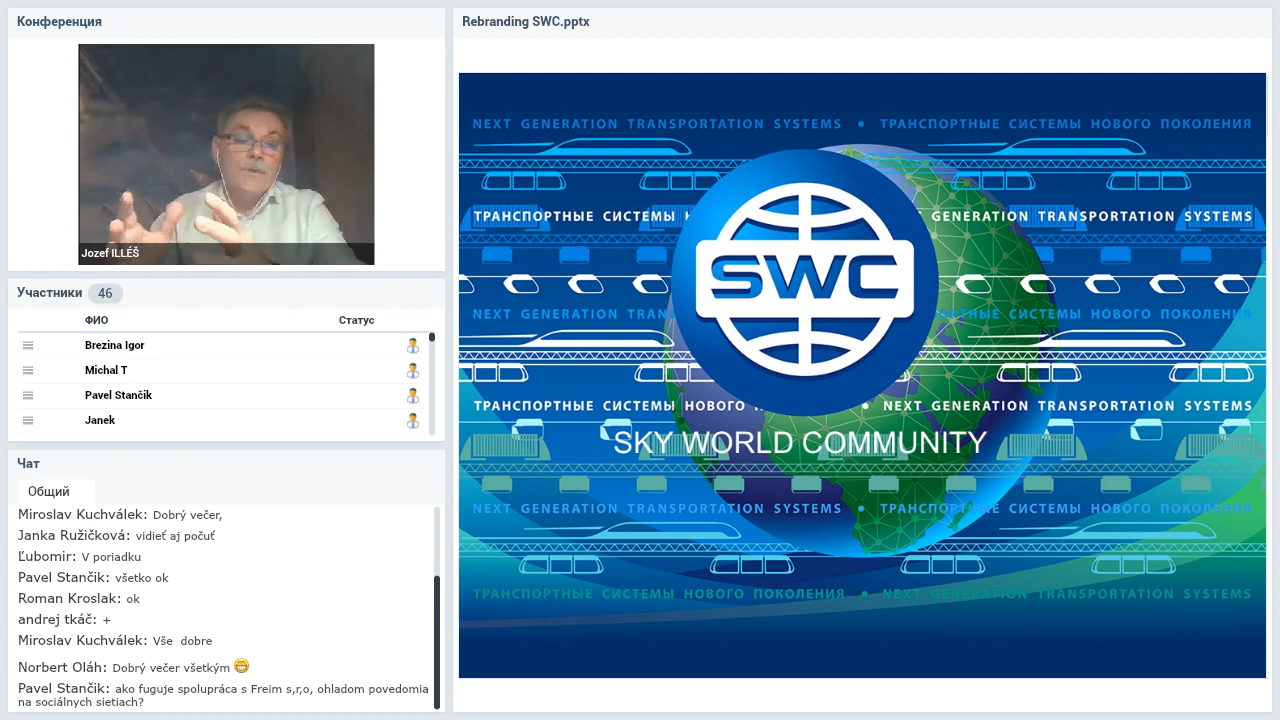 Конференция
Jozef ILLÉŠ
Участники 46
ФИО Статус
Brezina Igor
Michal T
Pavel Stančik
Janek
Чат
Общий
Miroslav Kuchválek: Dobrý večer,
Janka Ružičková: vidieť aj počuť
Ľubomir: V poriadku
Pavel Stančik: všetko ok
Roman Kroslak: ok
andrej tkáč: +
Miroslav Kuchválek: Vše dobre
Norbert Oláh: Dobrý večer všetkým
Pavel Stančik: ako fuguje spolupráca s Freim s,r,o, ohladom povedomia
na sociálnych sietiach?
Rebranding SWC.pptx
NEXT GENERATION TRANSPORTATION SYSTEMS • ТРАНСПОРТНЫЕ СИСТЕМЫ НОВОГО ПОКОЛЕНИЯ
ТРАНСПОРТНЫЕ СИСТЕМЫ GENERATION TRANSPORTATION SYSTEMS
SWC
NEXT GENERATION СИСТЕМЫ НОВОГО ПОКОЛЕНИЯ
ТРАНСПОРТНЫЕ СИСТЕМЫ НОВОГО • NEXT GENERATION TRANSPORTATION SYSTEMS
SKY WORLD COMMUNITY
NEXT GENERATION TRANSPORTATION SYSTEMS • ТРАНСПОРТНЫЕ СИСТЕМЫ НОВОГО ПОКОЛЕНИЯ
ТРАНСПОРТНЫЕ СИСТЕМЫ НОВОГО ПОКОЛЕНИЯ • NEXT GENERATION TRANSPORTATION SYSTEMS